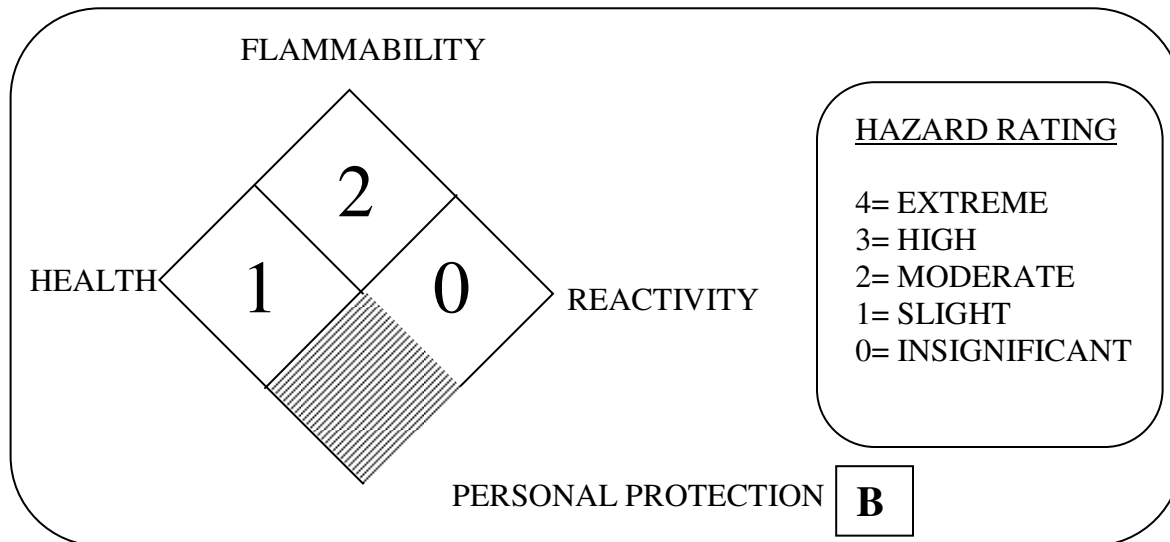 FLAMMABILITY
2
HEALTH
1
0
REACTIVITY
HAZARD RATING
4= EXTREME
3= HIGH
2= MODERATE
1= SLIGHT
0= INSIGNIFICANT
PERSONAL PROTECTION B